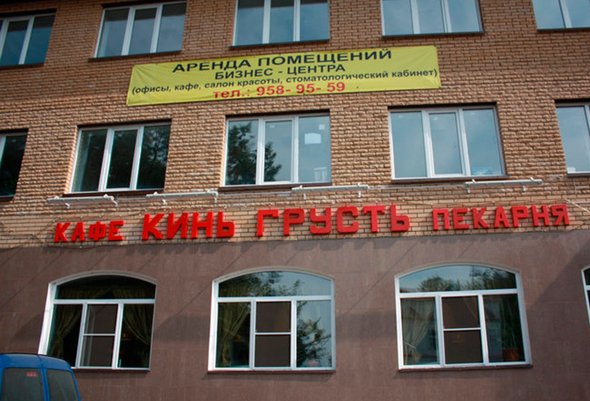 АРЕНДА ПОМЕЩЕНИЙ
БИЗНЕС - ЦЕНТРА
(офисы, кафе, салон красоты, стоматологический кабинет)
тел.: 958- 95- 59
КАФЕ КИНЬ ГРУСТЬ ПЕКАРНЯ